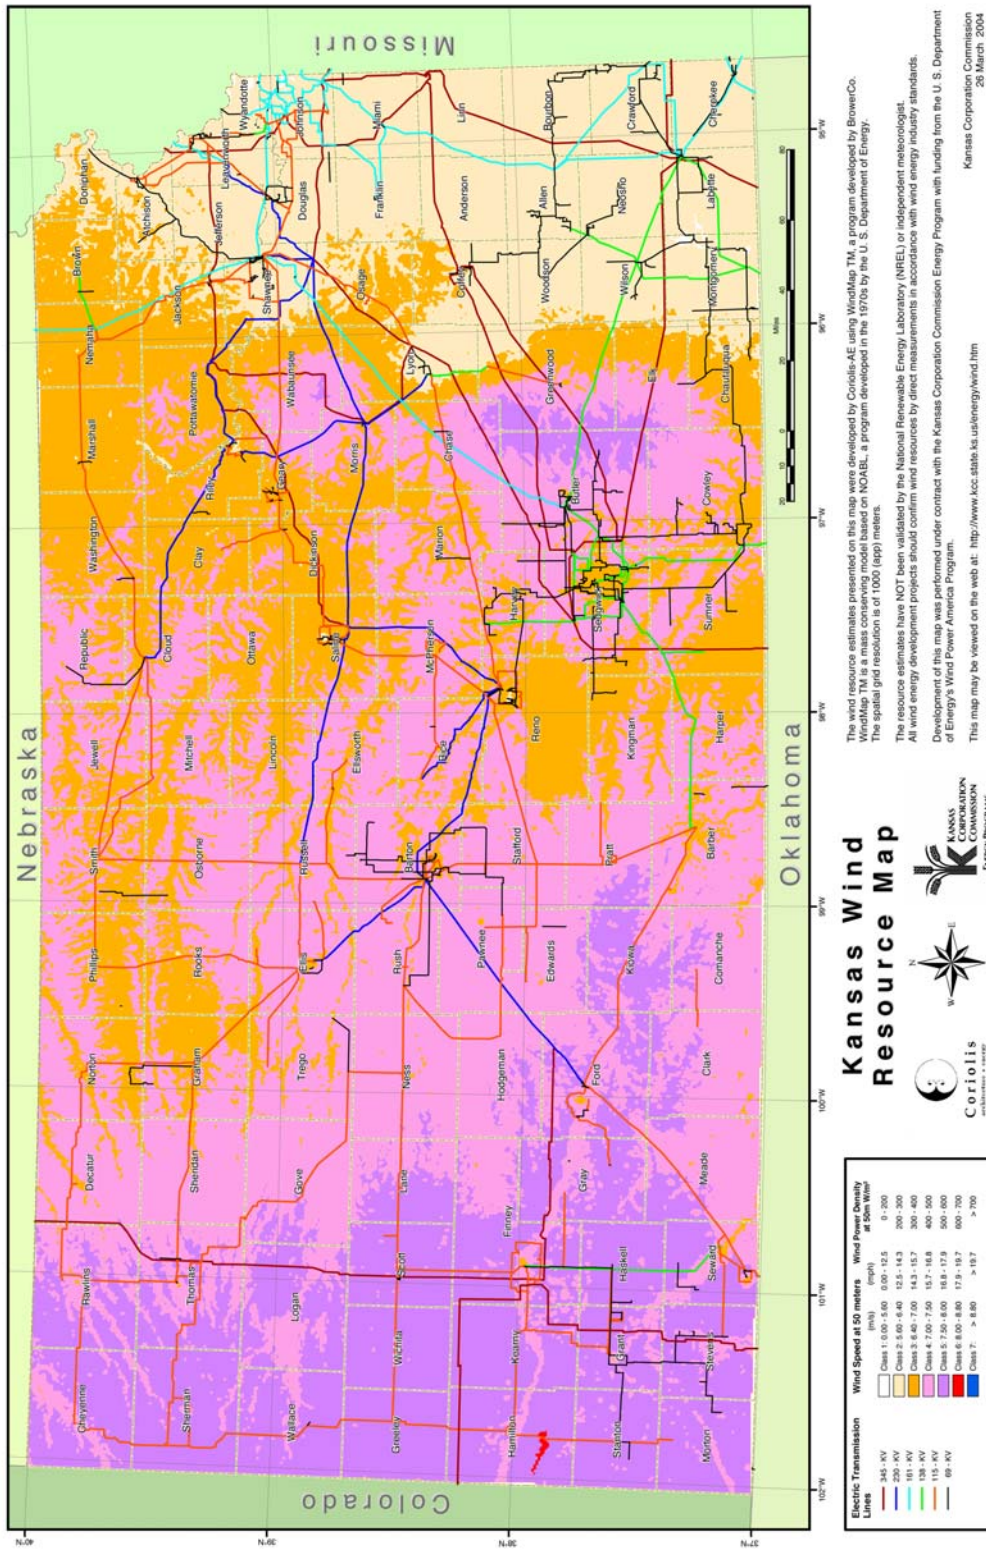 Nebraska
Colorado
Missouri
Oklahoma
40°N
39°N
38°N
37°N
102°W
101°W
100°W
99°W
98°W
97°W
96°W
95°W
Cheyenne
Rawlins
Decatur
Norton
Phillips
Smith
Jewell
Republic
Washington
Marshall
Nemaha
Brown
Doniphan
Sherman
Thomas
Sheridan
Graham
Rooks
Osborne
Mitchell
Cloud
Clay
Riley
Pottawatomie
Jackson
Atchison
Jefferson
Leavenworth
Wyandotte
Wallace
Logan
Gove
Trego
Ellis
Russell
Lincoln
Ottawa
Saline
Dickinson
Geary
Wabaunsee
Shawnee
Douglas
Johnson
Greeley
Wichita
Scott
Lane
Ness
Rush
Barton
Ellsworth
Rice
McPherson
Marion
Morris
Chase
Lyon
Osage
Coffey
Franklin
Anderson
Miami
Linn
Hamilton
Kearny
Finney
Hodgeman
Pawnee
Edwards
Stafford
Reno
Harvey
Sedgwick
Butler
Greenwood
Woodson
Allen
Bourbon
Stanton
Grant
Haskell
Gray
Ford
Kiowa
Pratt
Kingman
Elk
Wilson
Neosho
Crawford
Morton
Stevens
Seward
Meade
Clark
Comanche
Barber
Harper
Sumner
Cowley
Chautauqua
Montgomery
Labette
Cherokee
Miles
20 10 0 20 40 60 80
Electric Transmission
Lines
345 - KV
230 - KV
161 - KV
138 - KV
115 - KV
69 - KV
Wind Speed at 50 meters Wind Power Density
(m/s) (mph) at 50m W/m²
Class 1: 0.00 - 5.60 0.00 - 12.5 0 - 200
Class 2: 5.60 - 6.40 12.5 - 14.3 200 - 300
Class 3: 6.40 - 7.00 14.3 - 15.7 300 - 400
Class 4: 7.00 - 7.50 15.7 - 16.8 400 - 500
Class 5: 7.50 - 8.00 16.8 - 17.9 500 - 600
Class 6: 8.00 - 8.80 17.9 - 19.7 600 - 700
Class 7: > 8.80 > 19.7 > 700
Kansas Wind
Resource Map
Coriolis
N
W
E
KANSAS
CORPORATION
COMMISSION
The wind resource estimates presented on this map were developed by Coriolis-AE using WindMap TM, a program developed by BrowerCo.
WindMap TM is a mass conserving model based on NOABL, a program developed in the 1970s by the U. S. Department of Energy.
The spatial grid resolution is of 1000 (app) meters.
The resource estimates have NOT been validated by the National Renewable Energy Laboratory (NREL) or independent meteorologist.
All wind energy development projects should confirm wind resources by direct measurements in accordance with wind energy industry standards.
Development of this map was performed under contract with the Kansas Corporation Commission Energy Program with funding from the U. S. Department
of Energy's Wind Power America Program.
This map may be viewed on the web at: http://www.kcc.state.ks.us/energy/wind.htm
Kansas Corporation Commission
26 March 2004